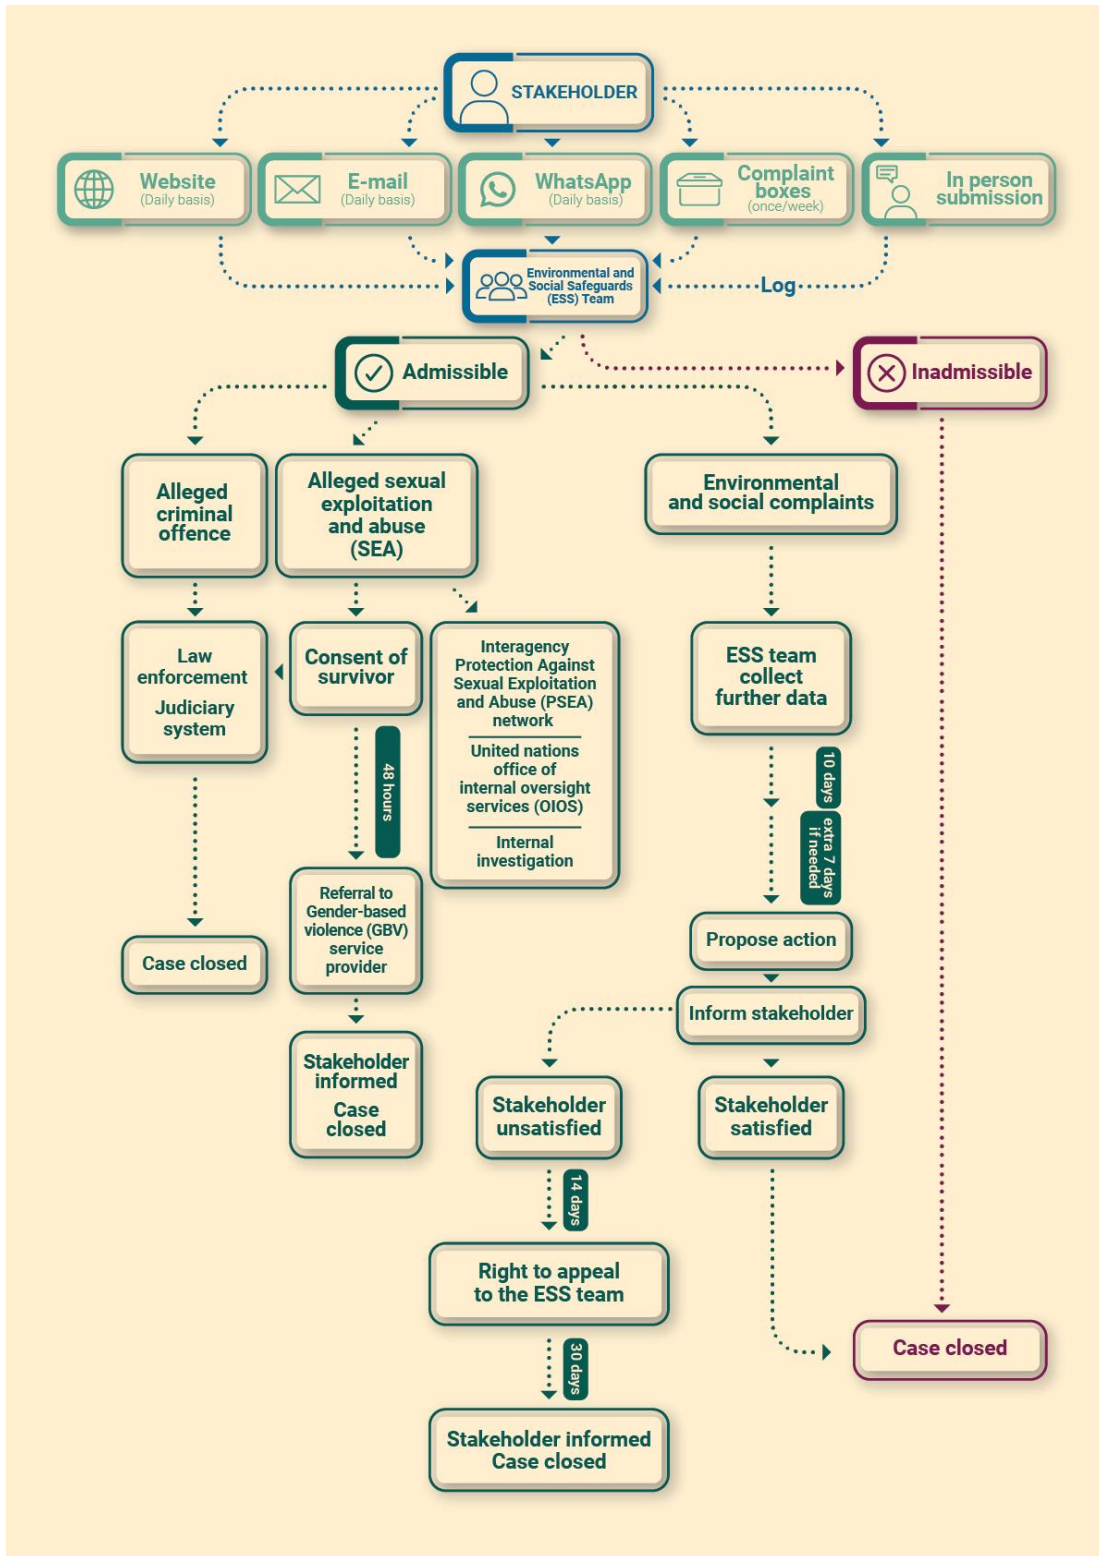 STAKEHOLDER
Website
(Daily basis)
E-mail
(Daily basis)
WhatsApp
(Daily basis)
Complaint
boxes
(once/week)
In person
submission
Environmental and
Social Safeguards
(ESS) Team
Log
Admissible
Inadmissible
Alleged
criminal
offence
Alleged sexual
exploitation
and abuse
(SEA)
Environmental
and social complaints
Law
enforcement
Judiciary
system
Consent of
survivor
Interagency
Protection Against
Sexual Exploitation
and Abuse (PSEA)
network
United nations
office of
internal oversight
services (OIOS)
Internal
investigation
ESS team
collect
further data
48 hours
10 days
extra 7 days
if needed
Referral to
Gender-based
violence (GBV)
service
provider
Propose action
Case closed
Inform stakeholder
Stakeholder
informed
Case
closed
Stakeholder
unsatisfied
Stakeholder
satisfied
14 days
Right to appeal
to the ESS team
30 days
Case closed
Stakeholder informed
Case closed